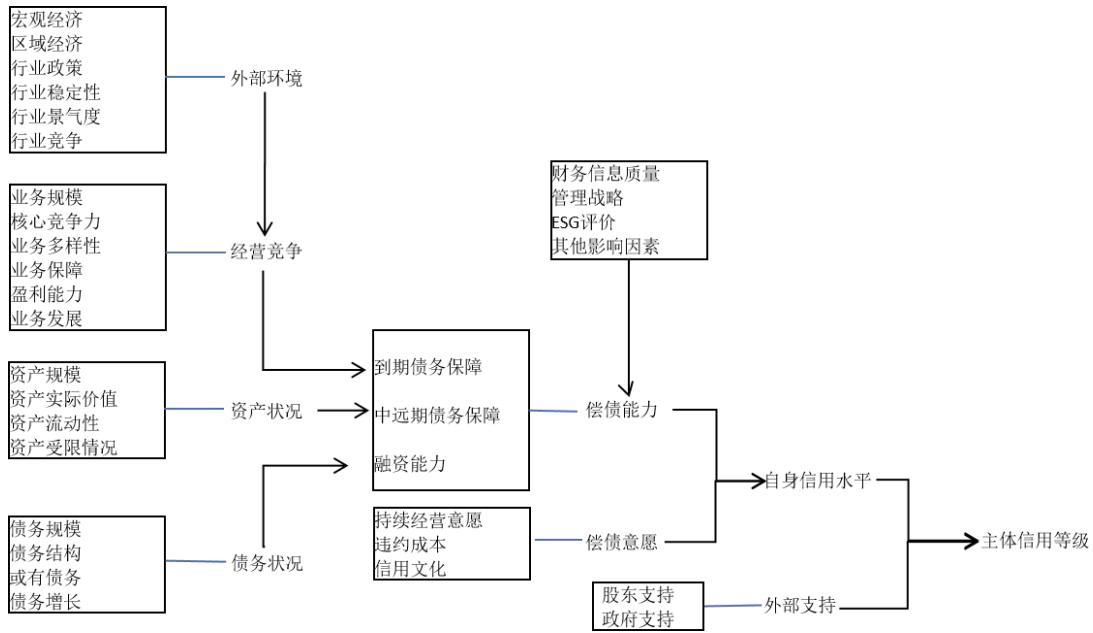 宏观经济
区域经济
行业政策
行业稳定性
行业景气度
行业竞争
外部环境
业务规模
核心竞争力
业务多样性
业务保障
盈利能力
业务发展
经营竞争
财务信息质量
管理战略
ESG评价
其他影响因素
资产规模
资产实际价值
资产流动性
资产受限情况
资产状况
到期债务保障
中远期债务保障
融资能力
偿债能力
债务规模
债务结构
或有债务
债务增长
债务状况
持续经营意愿
违约成本
信用文化
偿债意愿
自身信用水平
股东支持
政府支持
外部支持
主体信用等级